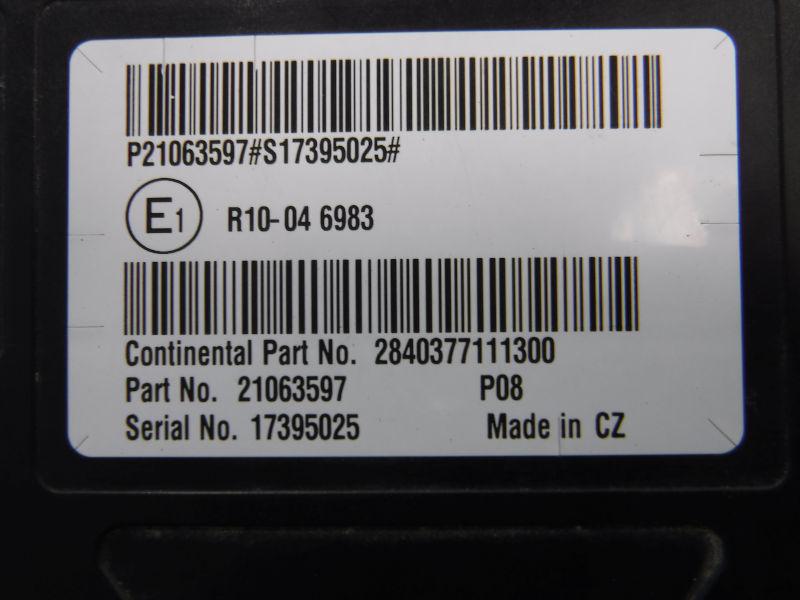 P21063597#S17395025#
E1 R10-04 6983
Continental Part No. 2840377111300
Part No. 21063597 P08
Serial No. 17395025 Made in CZ